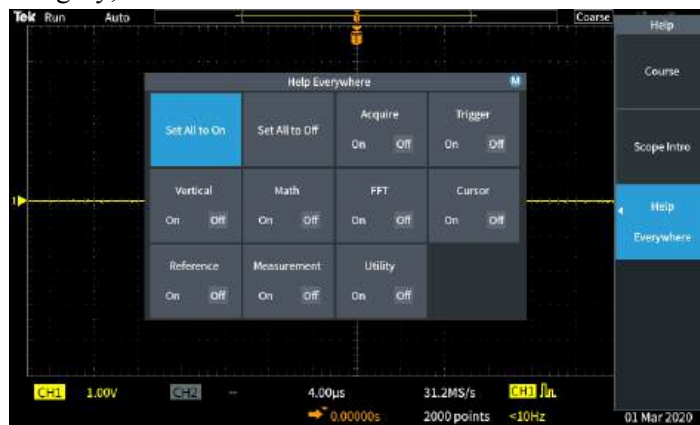 Tek Run Auto Coarse
Help
Help Everywhere M
Course
Set All to On Set All to Off Acquire Trigger
On Off On Off
Scope Intro
Vertical Math FFT Cursor
On Off On Off On Off On Off
Help
Everywhere
Reference Measurement Utility
On Off On Off On Off
CH1 1.00V CH2 -- 4.00µs 31.2MS/s CH1
0.00000s 2000 points <10Hz 01 Mar 2020